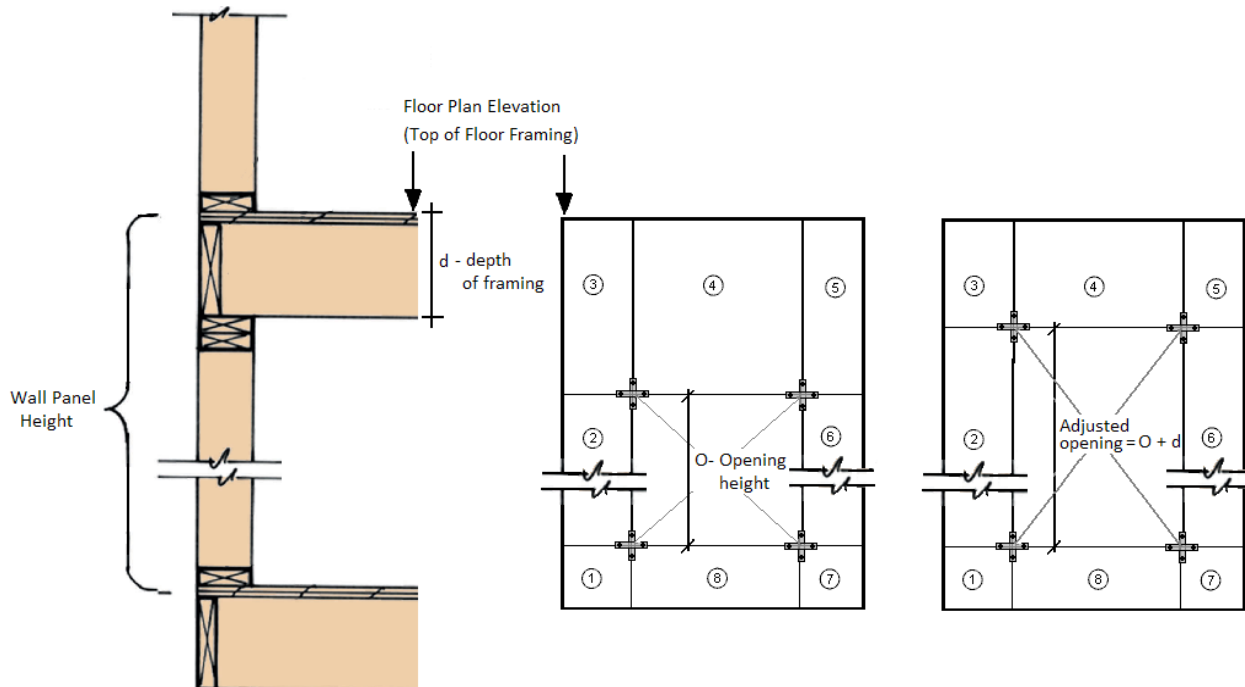 Floor Plan Elevation
(Top of Floor Framing)
d - depth
of framing
Wall Panel
Height
3
4
5
2
6
O- Opening
height
1
8
7
3
4
5
2
Adjusted
opening = O + d
6
1
8
7